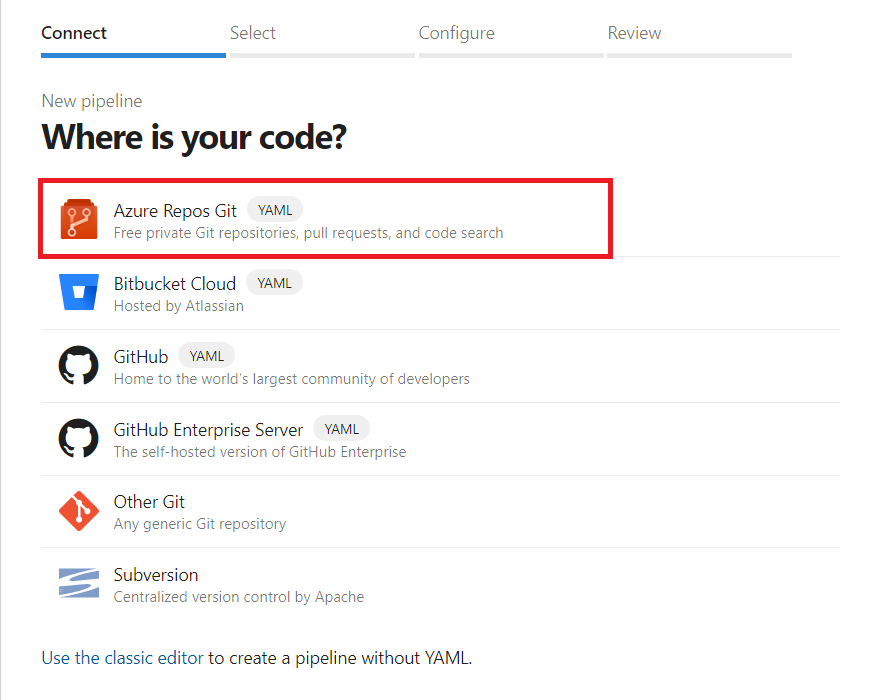 Connect Select Configure Review
New pipeline
Where is your code?
Azure Repos Git YAML
Free private Git repositories, pull requests, and code search
Bitbucket Cloud YAML
Hosted by Atlassian
GitHub YAML
Home to the world's largest community of developers
GitHub Enterprise Server YAML
The self-hosted version of GitHub Enterprise
Other Git
Any generic Git repository
Subversion
Centralized version control by Apache
Use the classic editor to create a pipeline without YAML.